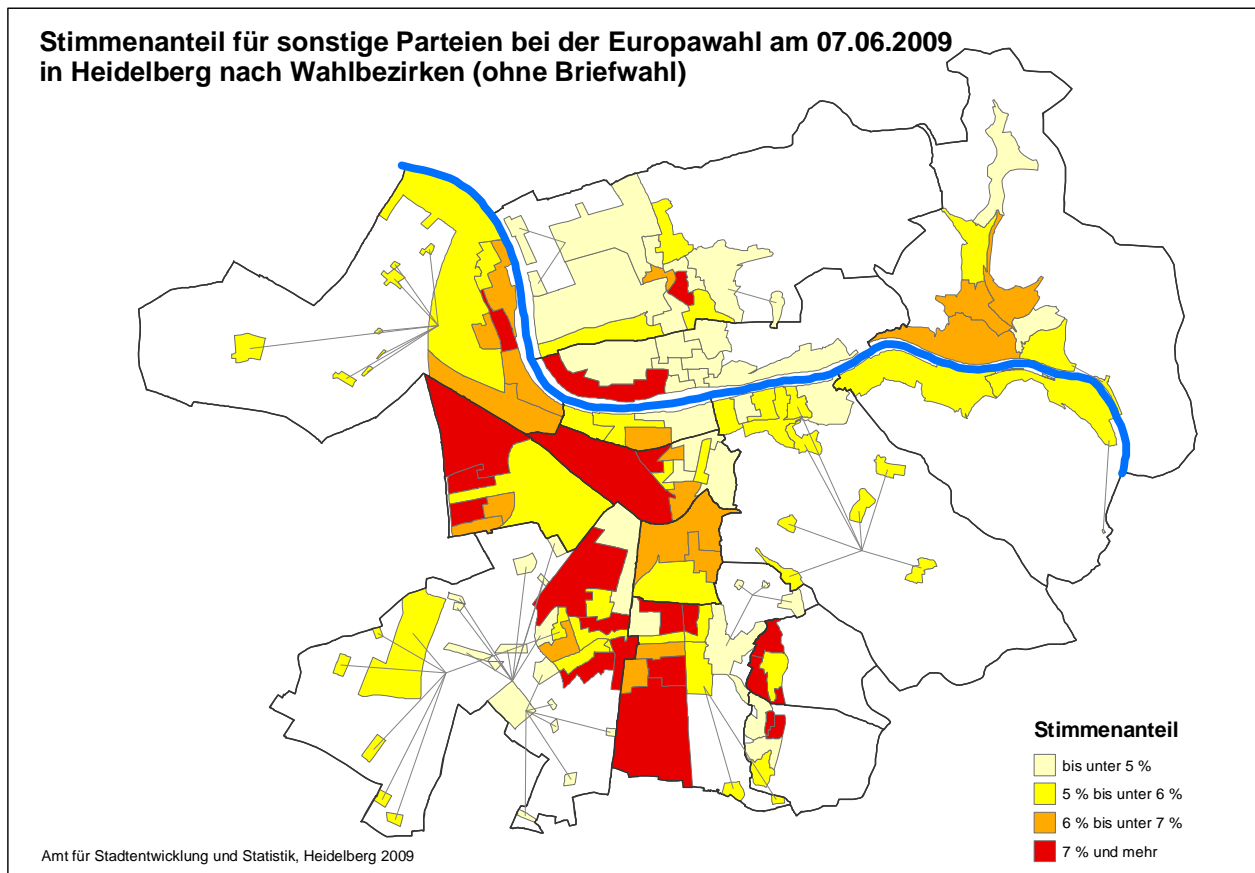 Stimmenanteil für sonstige Parteien bei der Europawahl am 07.06.2009
in Heidelberg nach Wahlbezirken (ohne Briefwahl)
Stimmenanteil
bis unter 5 %
5 % bis unter 6 %
6 % bis unter 7 %
7 % und mehr
Amt für Stadtentwicklung und Statistik, Heidelberg 2009